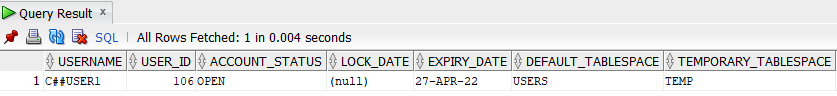 Query Result x
SQL | All Rows Fetched: 1 in 0.004 seconds
USERNAME USER_ID ACCOUNT_STATUS LOCK_DATE EXPIRY_DATE DEFAULT_TABLESPACE TEMPORARY_TABLESPACE
1 C##USER1 106 OPEN (null) 27-APR-22 USERS TEMP